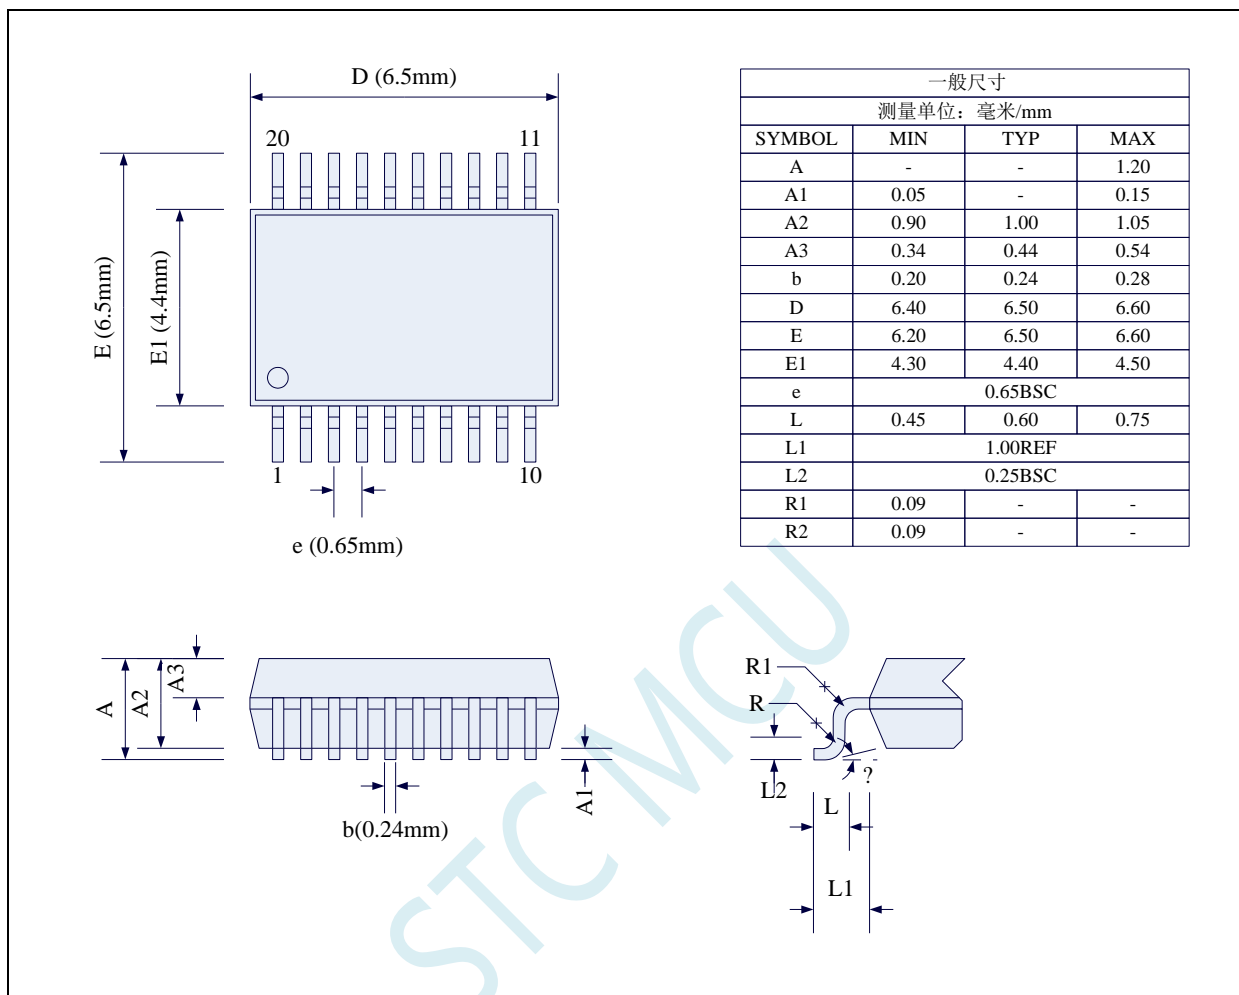 D (6.5mm)
20 11
E (6.5mm)
E1 (4.4mm)
1 10
e (0.65mm)
一般尺寸
测量单位：毫米/mm
SYMBOL MIN TYP MAX
A - - 1.20
A1 0.05 - 0.15
A2 0.90 1.00 1.05
A3 0.34 0.44 0.54
b 0.20 0.24 0.28
D 6.40 6.50 6.60
E 6.20 6.50 6.60
E1 4.30 4.40 4.50
e 0.65BSC
L 0.45 0.60 0.75
L1 1.00REF
L2 0.25BSC
R1 0.09 - -
R2 0.09 - -
A
A2
A3
A1
b(0.24mm)
R1
R
L2
?
L
L1
STC MCU